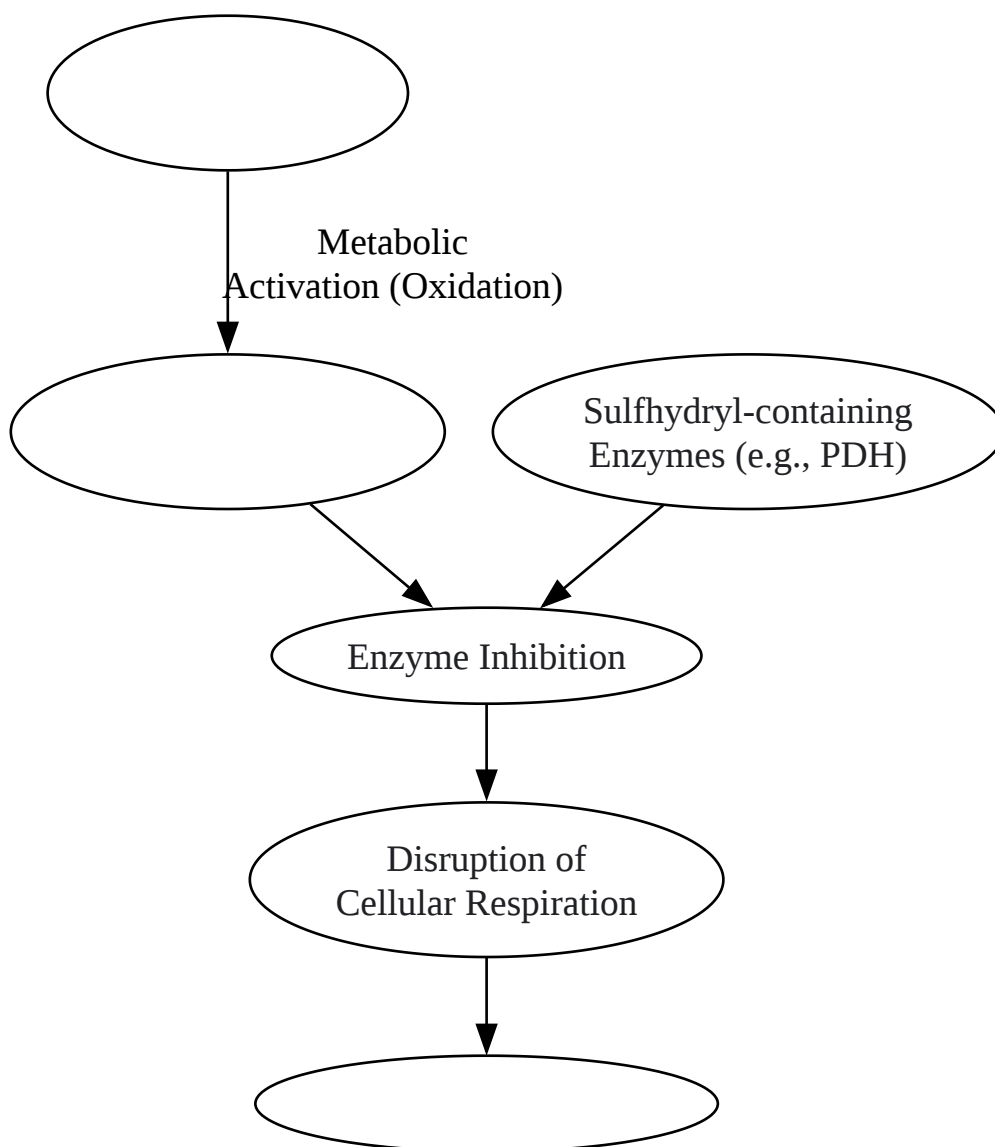 Metabolic
Activation (Oxidation)
Sulfhydryl-containing
Enzymes (e.g., PDH)
Enzyme Inhibition
Disruption of
Cellular Respiration